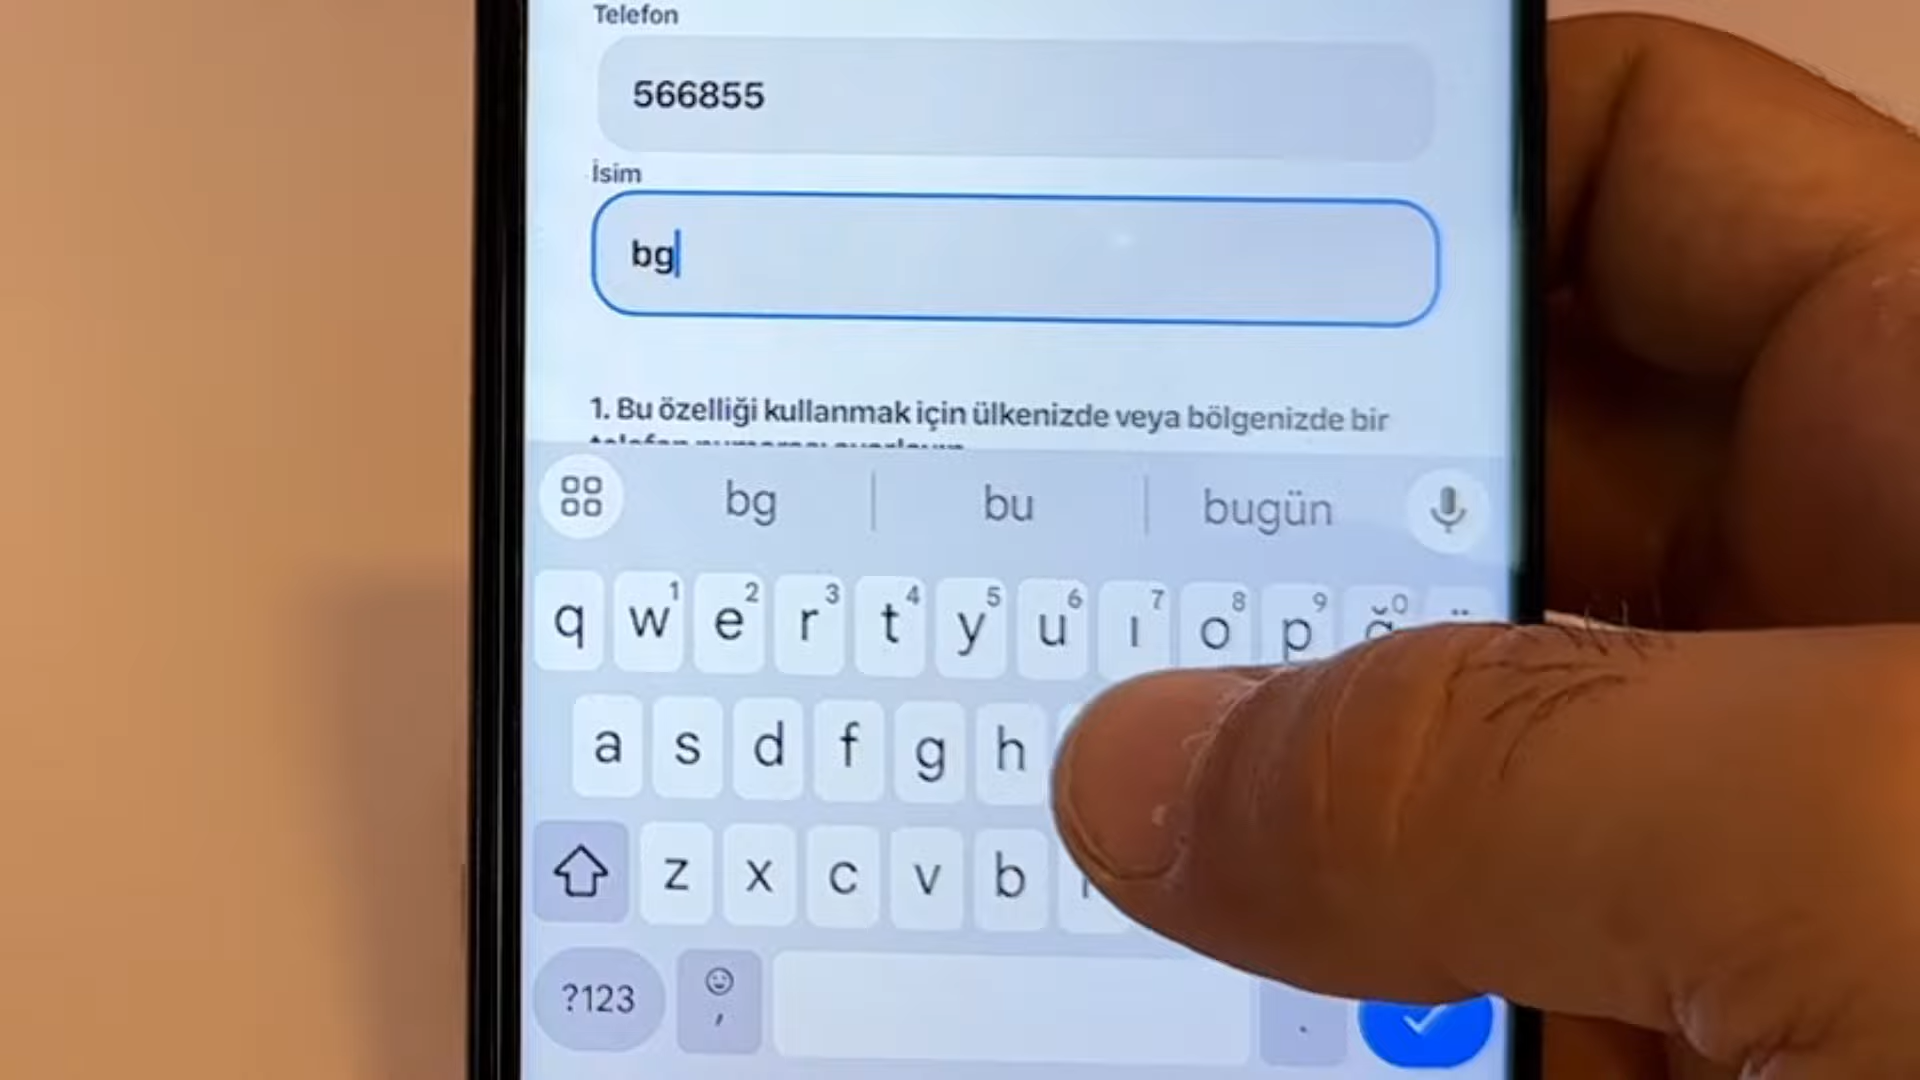 Telefon
566855
İsim
bg
1. Bu özelliği kullanmak için ülkenizde veya bölgenizde bir
bg bu bugün
q w 1 e 2 r 3 t 4 y 5 u 6 ı 7 o 8 p 9 ğ 0
a s d f g h
z x c v b
?123 , .